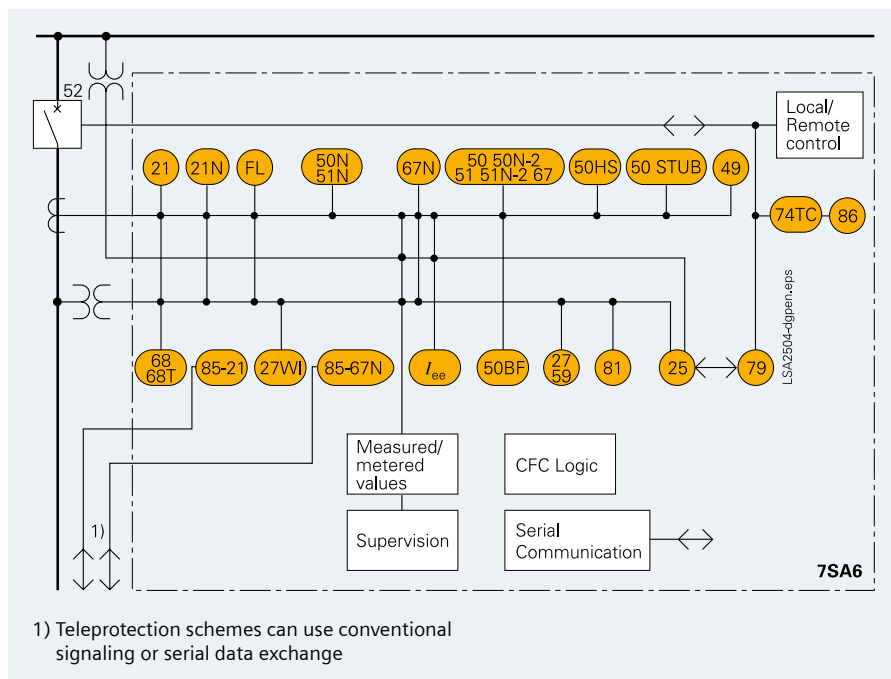 52
Local/
Remote
control
21
21N
FL
50N
51N
67N
50 50N-2
51 51N-2 67
50HS
50 STUB
49
74TC
86
LSA2504-dgpen.eps
68
68T
85-21
27WI
85-67N
Iee
50BF
27
59
81
25
79
Measured/
metered
values
CFC Logic
Supervision
Serial
Communication
1)
7SA6
1) Teleprotection schemes can use conventional
signaling or serial data exchange